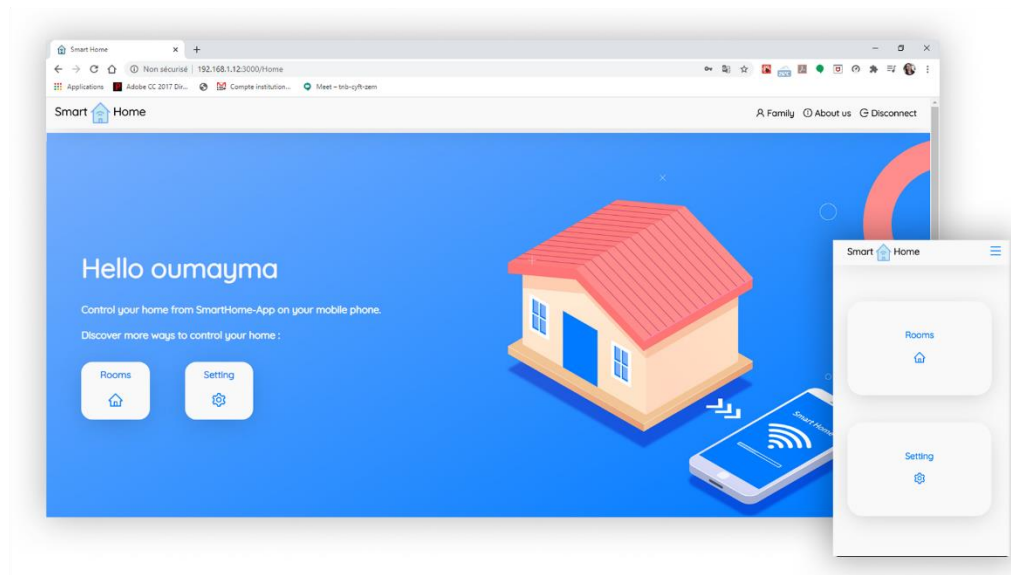 Smart Home
Non sécurisé | 192.168.1.12:3000/Home
Applications Adobe CC 2017 Dir... Compte institution... Meet – tnb-cyft-zem
Smart Home
Family About us Disconnect
Hello oumayma
Control your home from SmartHome-App on your mobile phone.
Discover more ways to control your home :
Rooms
Setting
Smart Home
Smart Home
Rooms
Setting